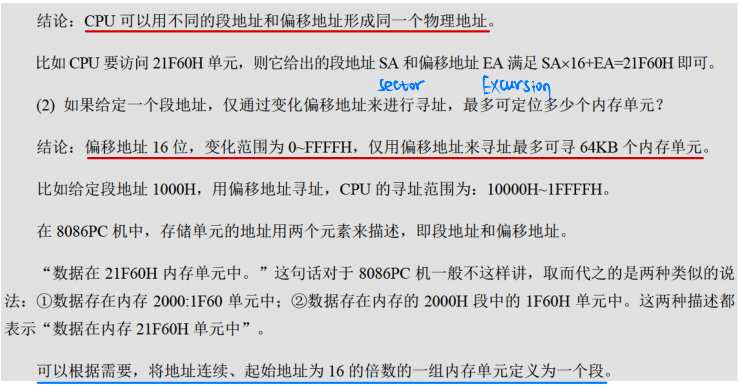 结论：CPU 可以用不同的段地址和偏移地址形成同一个物理地址。
比如 CPU 要访问 21F60H 单元，则它给出的段地址 SA 和偏移地址 EA 满足 SA×16+EA=21F60H 即可。
sector Excursion
(2) 如果给定一个段地址，仅通过变化偏移地址来进行寻址，最多可定位多少个内存单元？
结论：偏移地址 16 位，变化范围为 0~FFFFH，仅用偏移地址来寻址最多可寻 64KB 个内存单元。
比如给定段地址 1000H，用偏移地址寻址，CPU 的寻址范围为：10000H~1FFFFH。
在 8086PC 机中，存储单元的地址用两个元素来描述，即段地址和偏移地址。
“数据在 21F60H 内存单元中。”这句话对于 8086PC 机一般不这样讲，取而代之的是两种类似的说
法：①数据存在内存 2000:1F60 单元中；②数据存在内存的 2000H 段中的 1F60H 单元中。这两种描述都
表示“数据在内存 21F60H 单元中”。
可以根据需要，将地址连续、起始地址为 16 的倍数的一组内存单元定义为一个段。